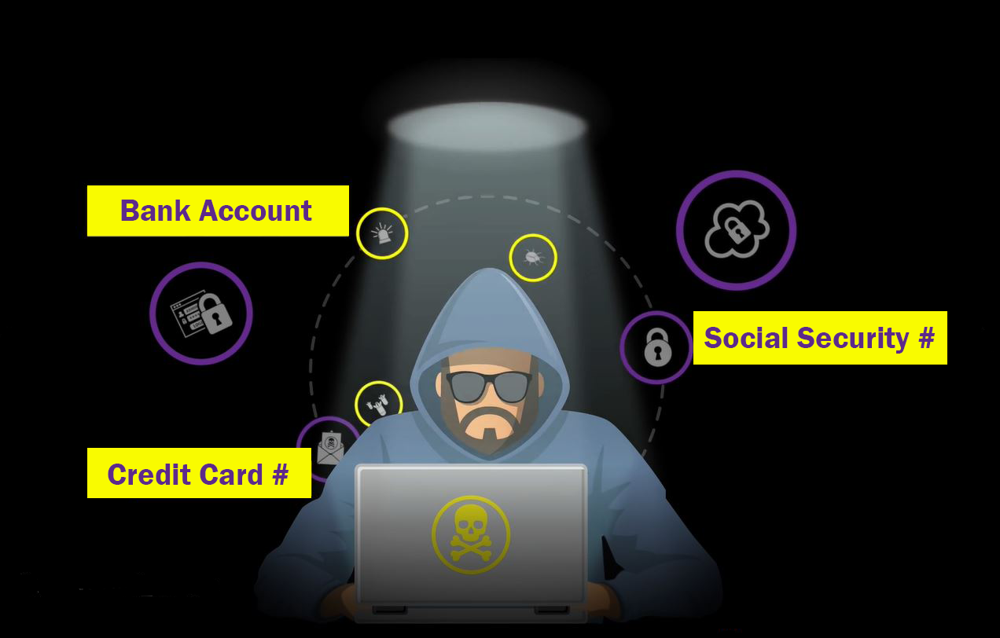 Bank Account
Social Security #
Credit Card #